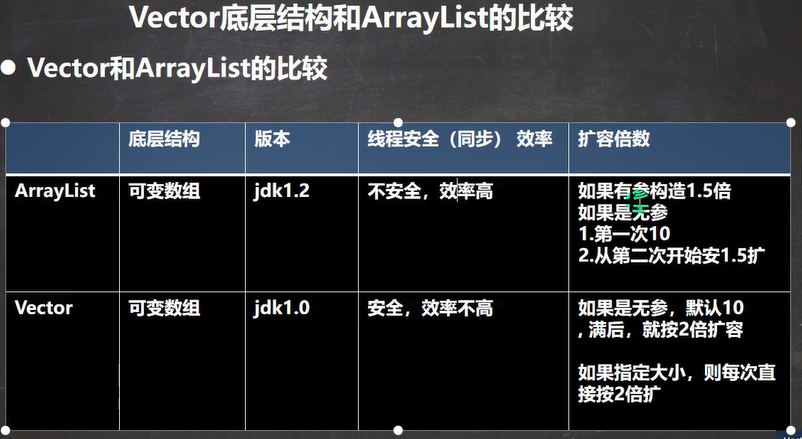 Vector底层结构和ArrayList的比较
Vector和ArrayList的比较
底层结构 版本 线程安全（同步） 效率 扩容倍数
ArrayList 可变数组 jdk1.2 不安全，效率高 如果有参构造1.5倍
如果是无参
1.第一次10
2.从第二次开始安1.5扩
Vector 可变数组 jdk1.0 安全，效率不高 如果是无参，默认10
, 满后，就按2倍扩容
如果指定大小，则每次直
接按2倍扩